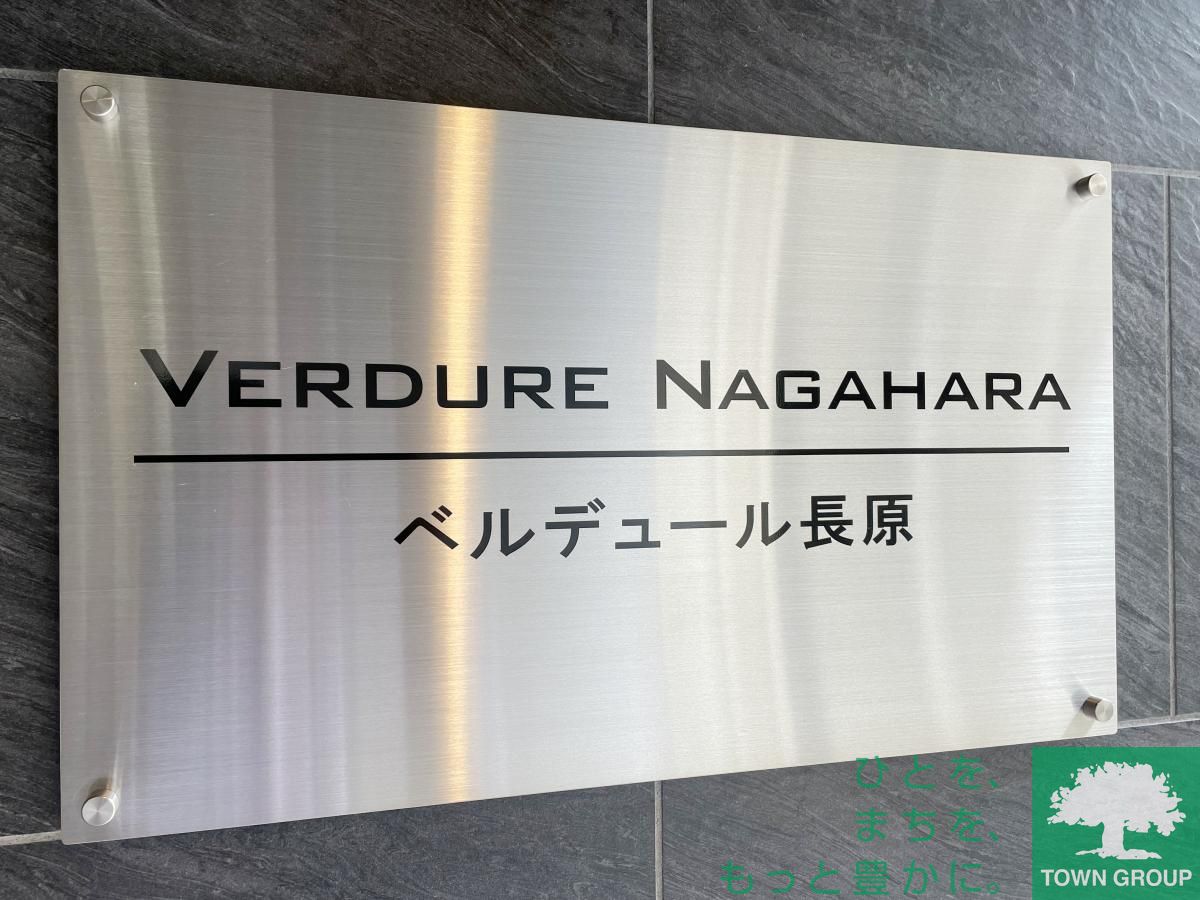 VERDURE NAGAHARA
ベルデュール長原
ひとを、
まちを、
もっと豊かに。
TOWN GROUP